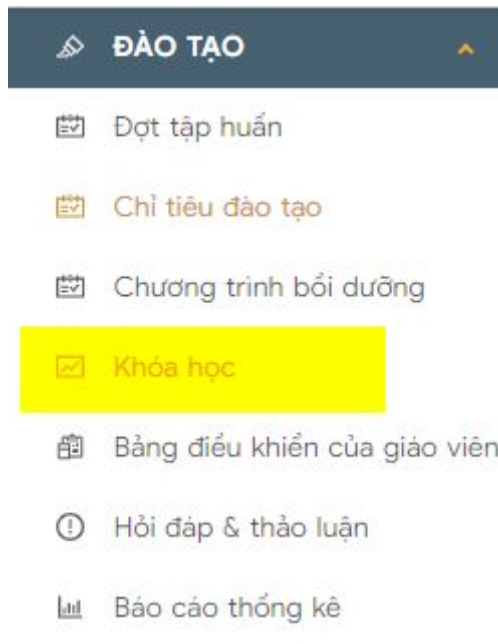 ĐÀO TẠO
Đợt tập huấn
Chỉ tiêu đào tạo
Chương trình bồi dưỡng
Khóa học
Bảng điều khiển của giáo viên
Hỏi đáp & thảo luận
Báo cáo thống kê